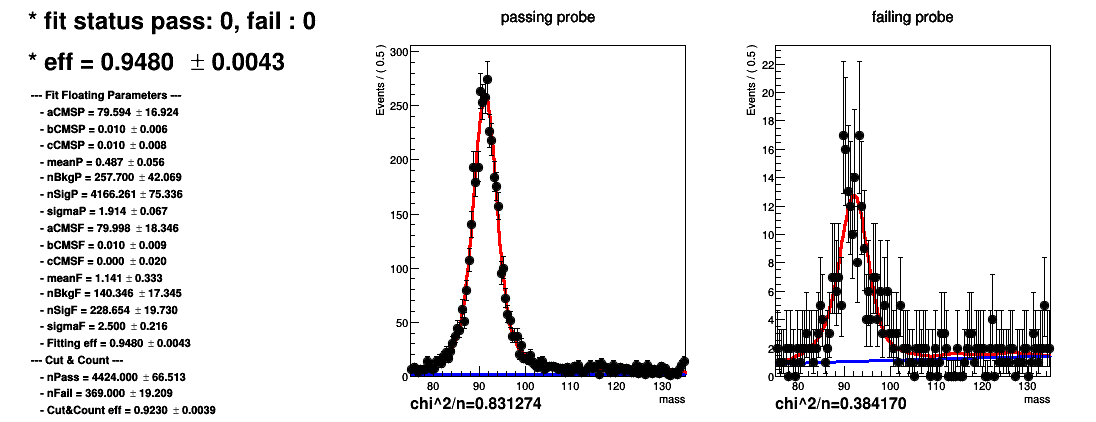 * fit status pass: 0, fail : 0
* eff = 0.9480 ± 0.0043
--- Fit Floating Parameters ---
- aCMSP = 79.594 ± 16.924
- bCMSP = 0.010 ± 0.006
- cCMSP = 0.010 ± 0.008
- meanP = 0.487 ± 0.056
- nBkgP = 257.700 ± 42.069
- nSigP = 4166.261 ± 75.336
- sigmaP = 1.914 ± 0.067
- aCMSF = 79.998 ± 18.346
- bCMSF = 0.010 ± 0.009
- cCMSF = 0.000 ± 0.020
- meanF = 1.141 ± 0.333
- nBkgF = 140.346 ± 17.345
- nSigF = 228.654 ± 19.730
- sigmaF = 2.500 ± 0.216
- Fitting eff = 0.9480 ± 0.0043
--- Cut & Count ---
- nPass = 4424.000 ± 66.513
- nFail = 369.000 ± 19.209
- Cut&Count eff = 0.9230 ± 0.0039
passing probe
Events / ( 0.5 )
300
250
200
150
100
50
0
80 90 100 110 120 130
mass
chi^2/n=0.831274
failing probe
Events / ( 0.5 )
22
20
18
16
14
12
10
8
6
4
2
0
80 90 100 110 120 130
mass
chi^2/n=0.384170